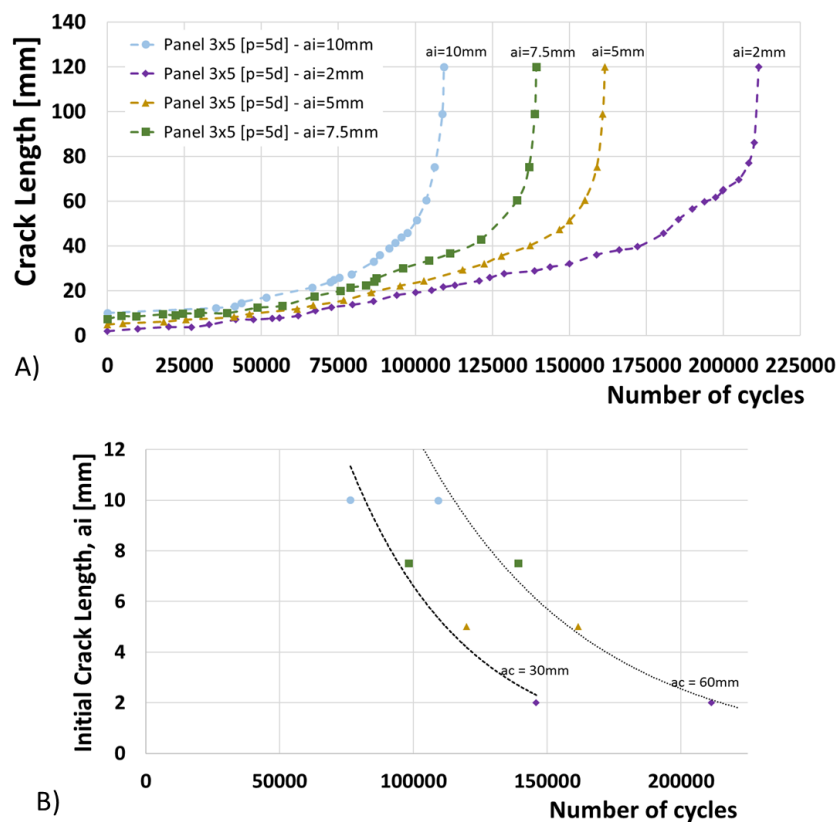 140
120
100
80
60
40
20
0
Crack Length [mm]
Panel 3x5 [p=5d] - ai=10mm
Panel 3x5 [p=5d] - ai=2mm
Panel 3x5 [p=5d] - ai=5mm
Panel 3x5 [p=5d] - ai=7.5mm
ai=10mm ai=7.5mm ai=5mm ai=2mm
0 25000 50000 75000 100000 125000 150000 175000 200000 225000
A)
Number of cycles
12
10
8
6
4
2
0
Initial Crack Length, ai [mm]
ac = 30mm ac = 60mm
0 50000 100000 150000 200000
B)
Number of cycles